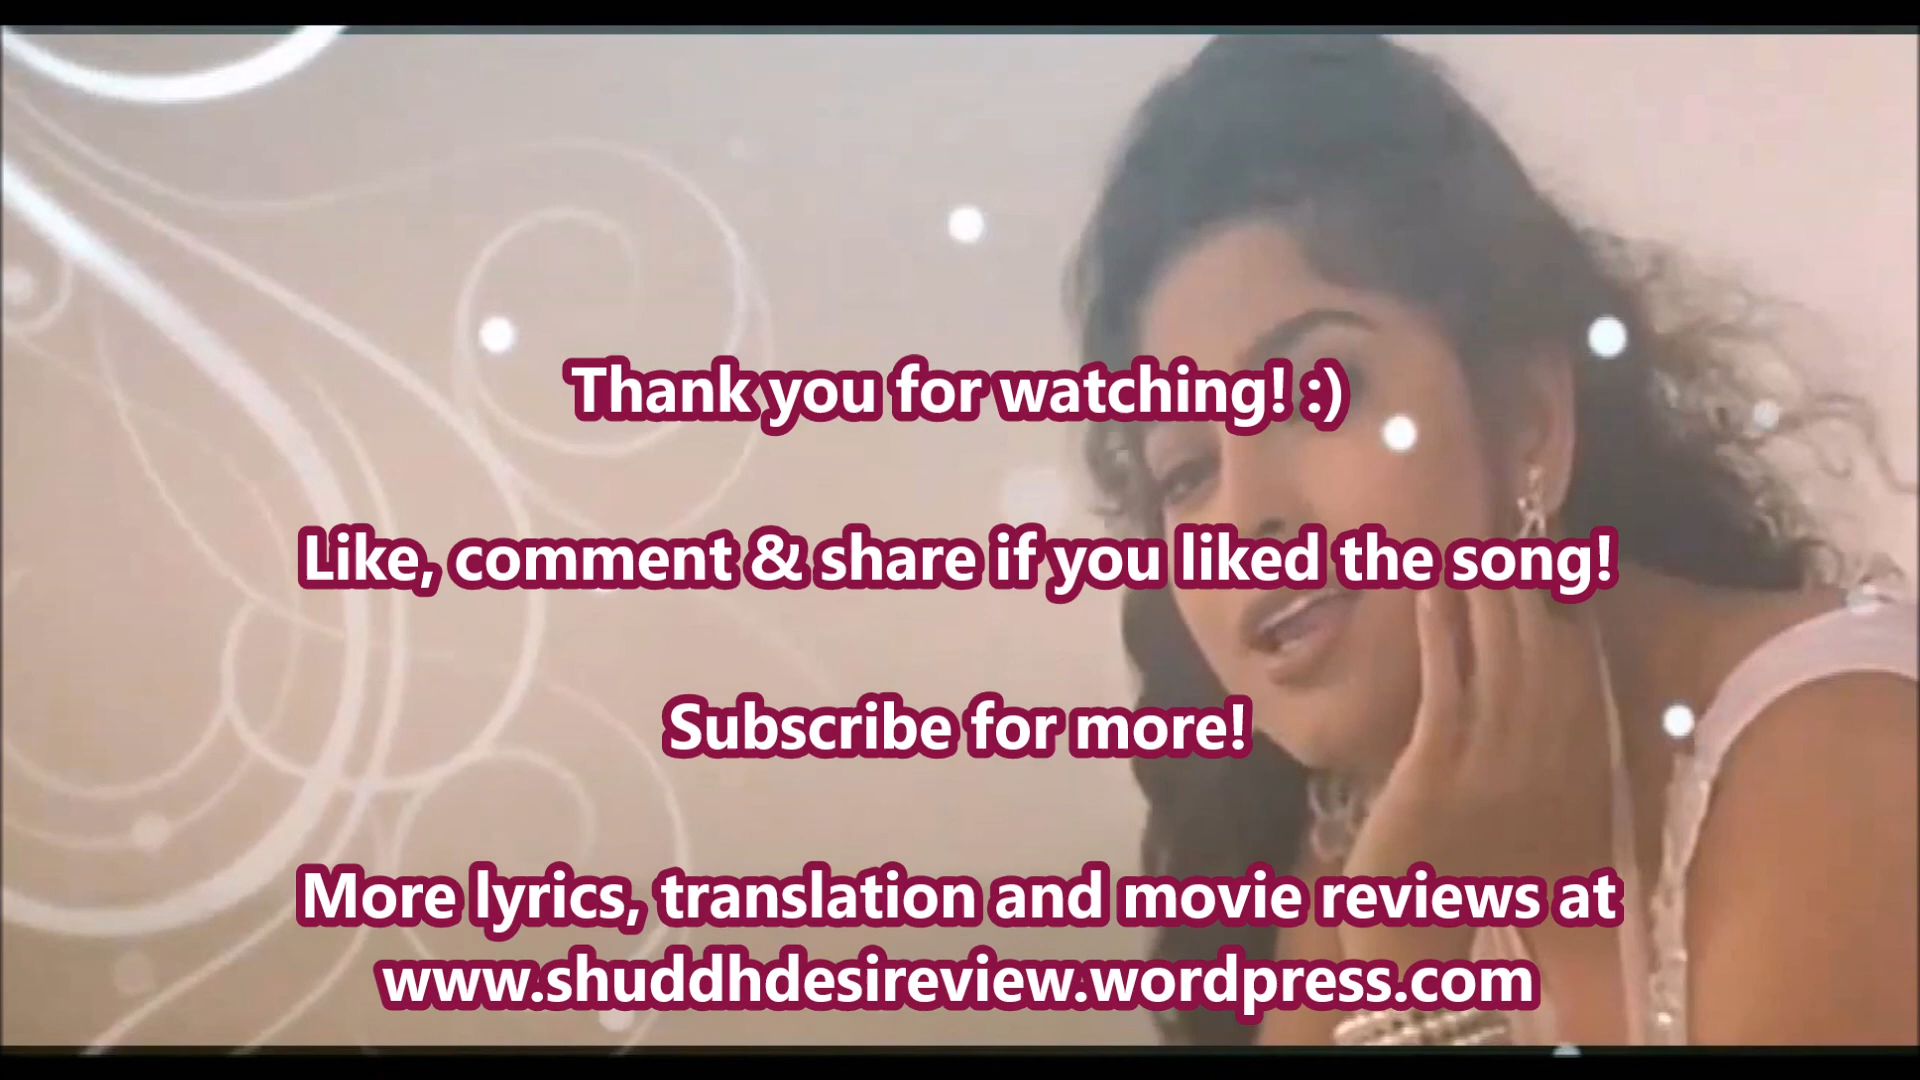 Thank you for watching! :)
Like, comment & share if you liked the song!
Subscribe for more!
More lyrics, translation and movie reviews at
www.shuddhdesireview.wordpress.com